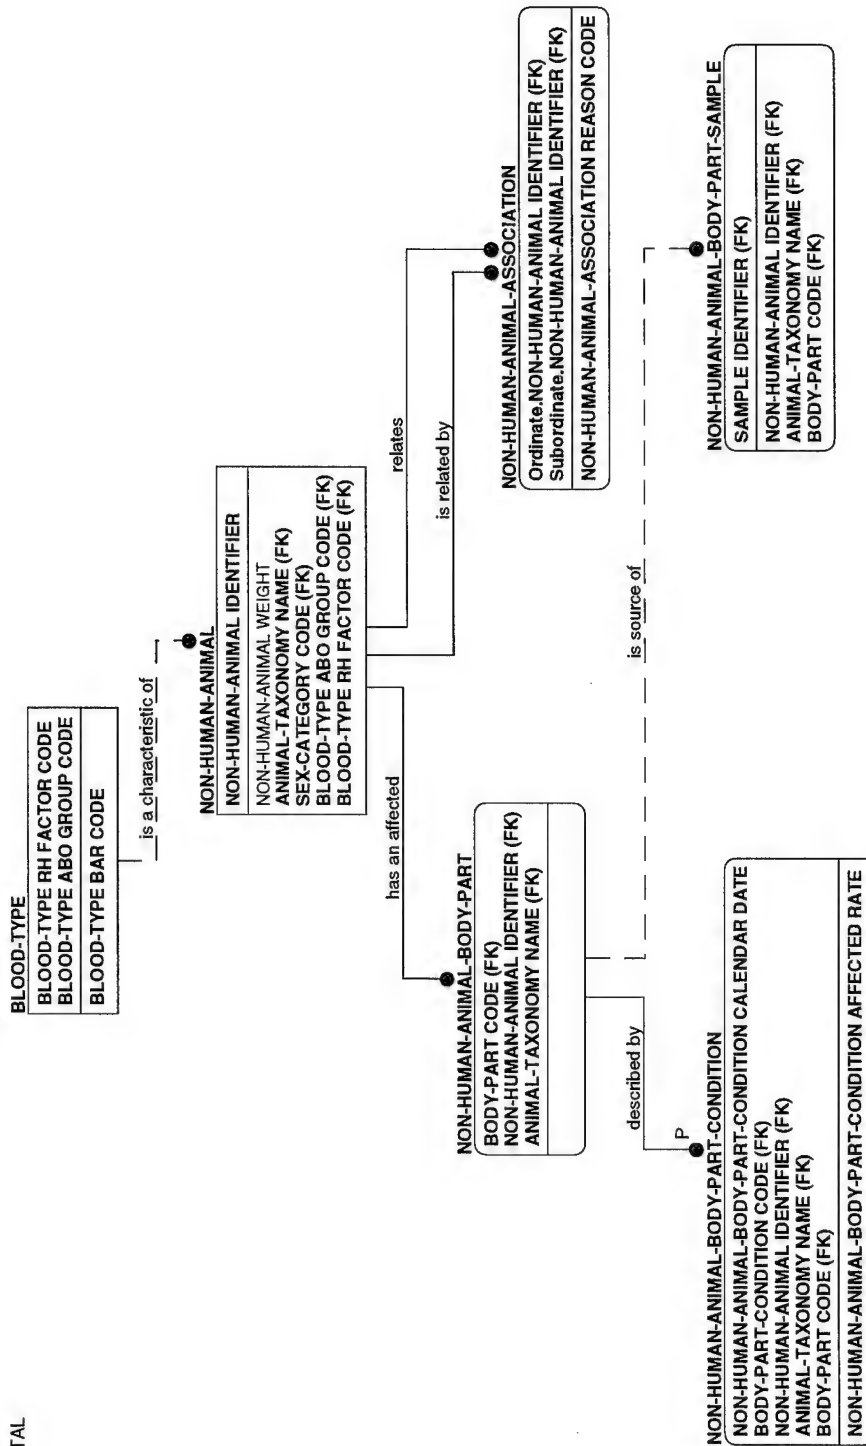 TAL
BLOOD-TYPE
BLOOD-TYPE RH FACTOR CODE
BLOOD-TYPE ABO GROUP CODE
BLOOD-TYPE BAR CODE
is a characteristic of
NON-HUMAN-ANIMAL
NON-HUMAN-ANIMAL IDENTIFIER
NON-HUMAN-ANIMAL WEIGHT
ANIMAL-TAXONOMY NAME (FK)
SEX-CATEGORY CODE (FK)
BLOOD-TYPE ABO GROUP CODE (FK)
BLOOD-TYPE RH FACTOR CODE (FK)
has an affected
relates
is related by
NON-HUMAN-ANIMAL-BODY-PART
BODY-PART CODE (FK)
NON-HUMAN-ANIMAL IDENTIFIER (FK)
ANIMAL-TAXONOMY NAME (FK)
NON-HUMAN-ANIMAL-ASSOCIATION
Ordinate.NON-HUMAN-ANIMAL IDENTIFIER (FK)
Subordinate.NON-HUMAN-ANIMAL IDENTIFIER (FK)
NON-HUMAN-ANIMAL-ASSOCIATION REASON CODE
described by
is source of
P
NON-HUMAN-ANIMAL-BODY-PART-CONDITION
NON-HUMAN-ANIMAL-BODY-PART-CONDITION CALENDAR DATE
BODY-PART-CONDITION CODE (FK)
NON-HUMAN-ANIMAL IDENTIFIER (FK)
ANIMAL-TAXONOMY NAME (FK)
BODY-PART CODE (FK)
NON-HUMAN-ANIMAL-BODY-PART-CONDITION AFFECTED RATE
NON-HUMAN-ANIMAL-BODY-PART-SAMPLE
SAMPLE IDENTIFIER (FK)
NON-HUMAN-ANIMAL IDENTIFIER (FK)
ANIMAL-TAXONOMY NAME (FK)
BODY-PART CODE (FK)